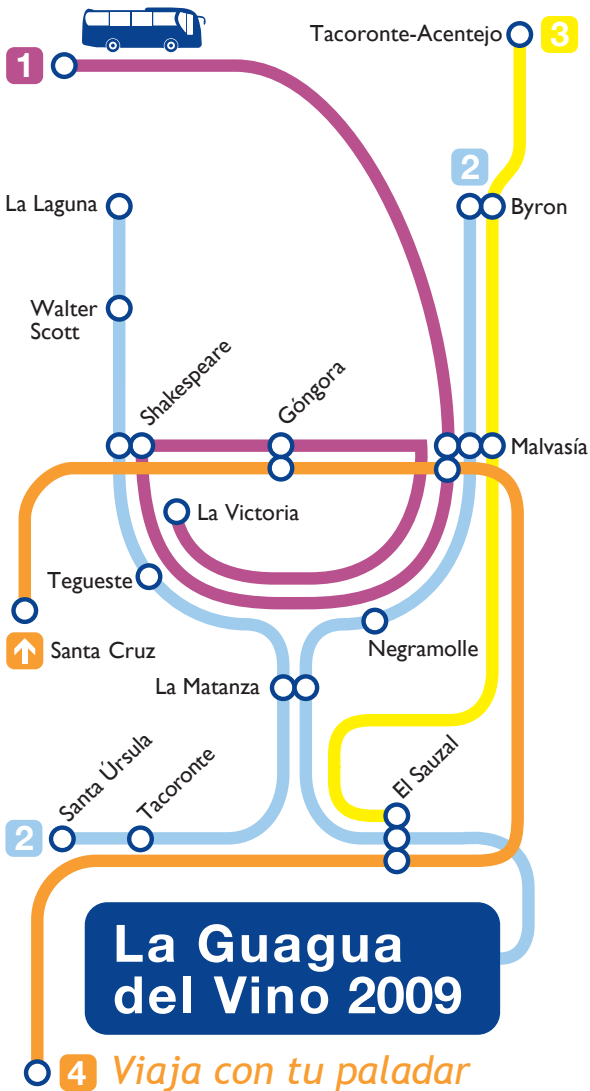 Tacoronte-Acentejo
3
1
2
La Laguna
Byron
Walter
Scott
Shakespeare
Góngora
Malvasía
La Victoria
Tegueste
Santa Cruz
Negramolle
La Matanza
Santa Úrsula
Tacoronte
El Sauzal
2
La Guagua
del Vino 2009
4 Viaja con tu paladar